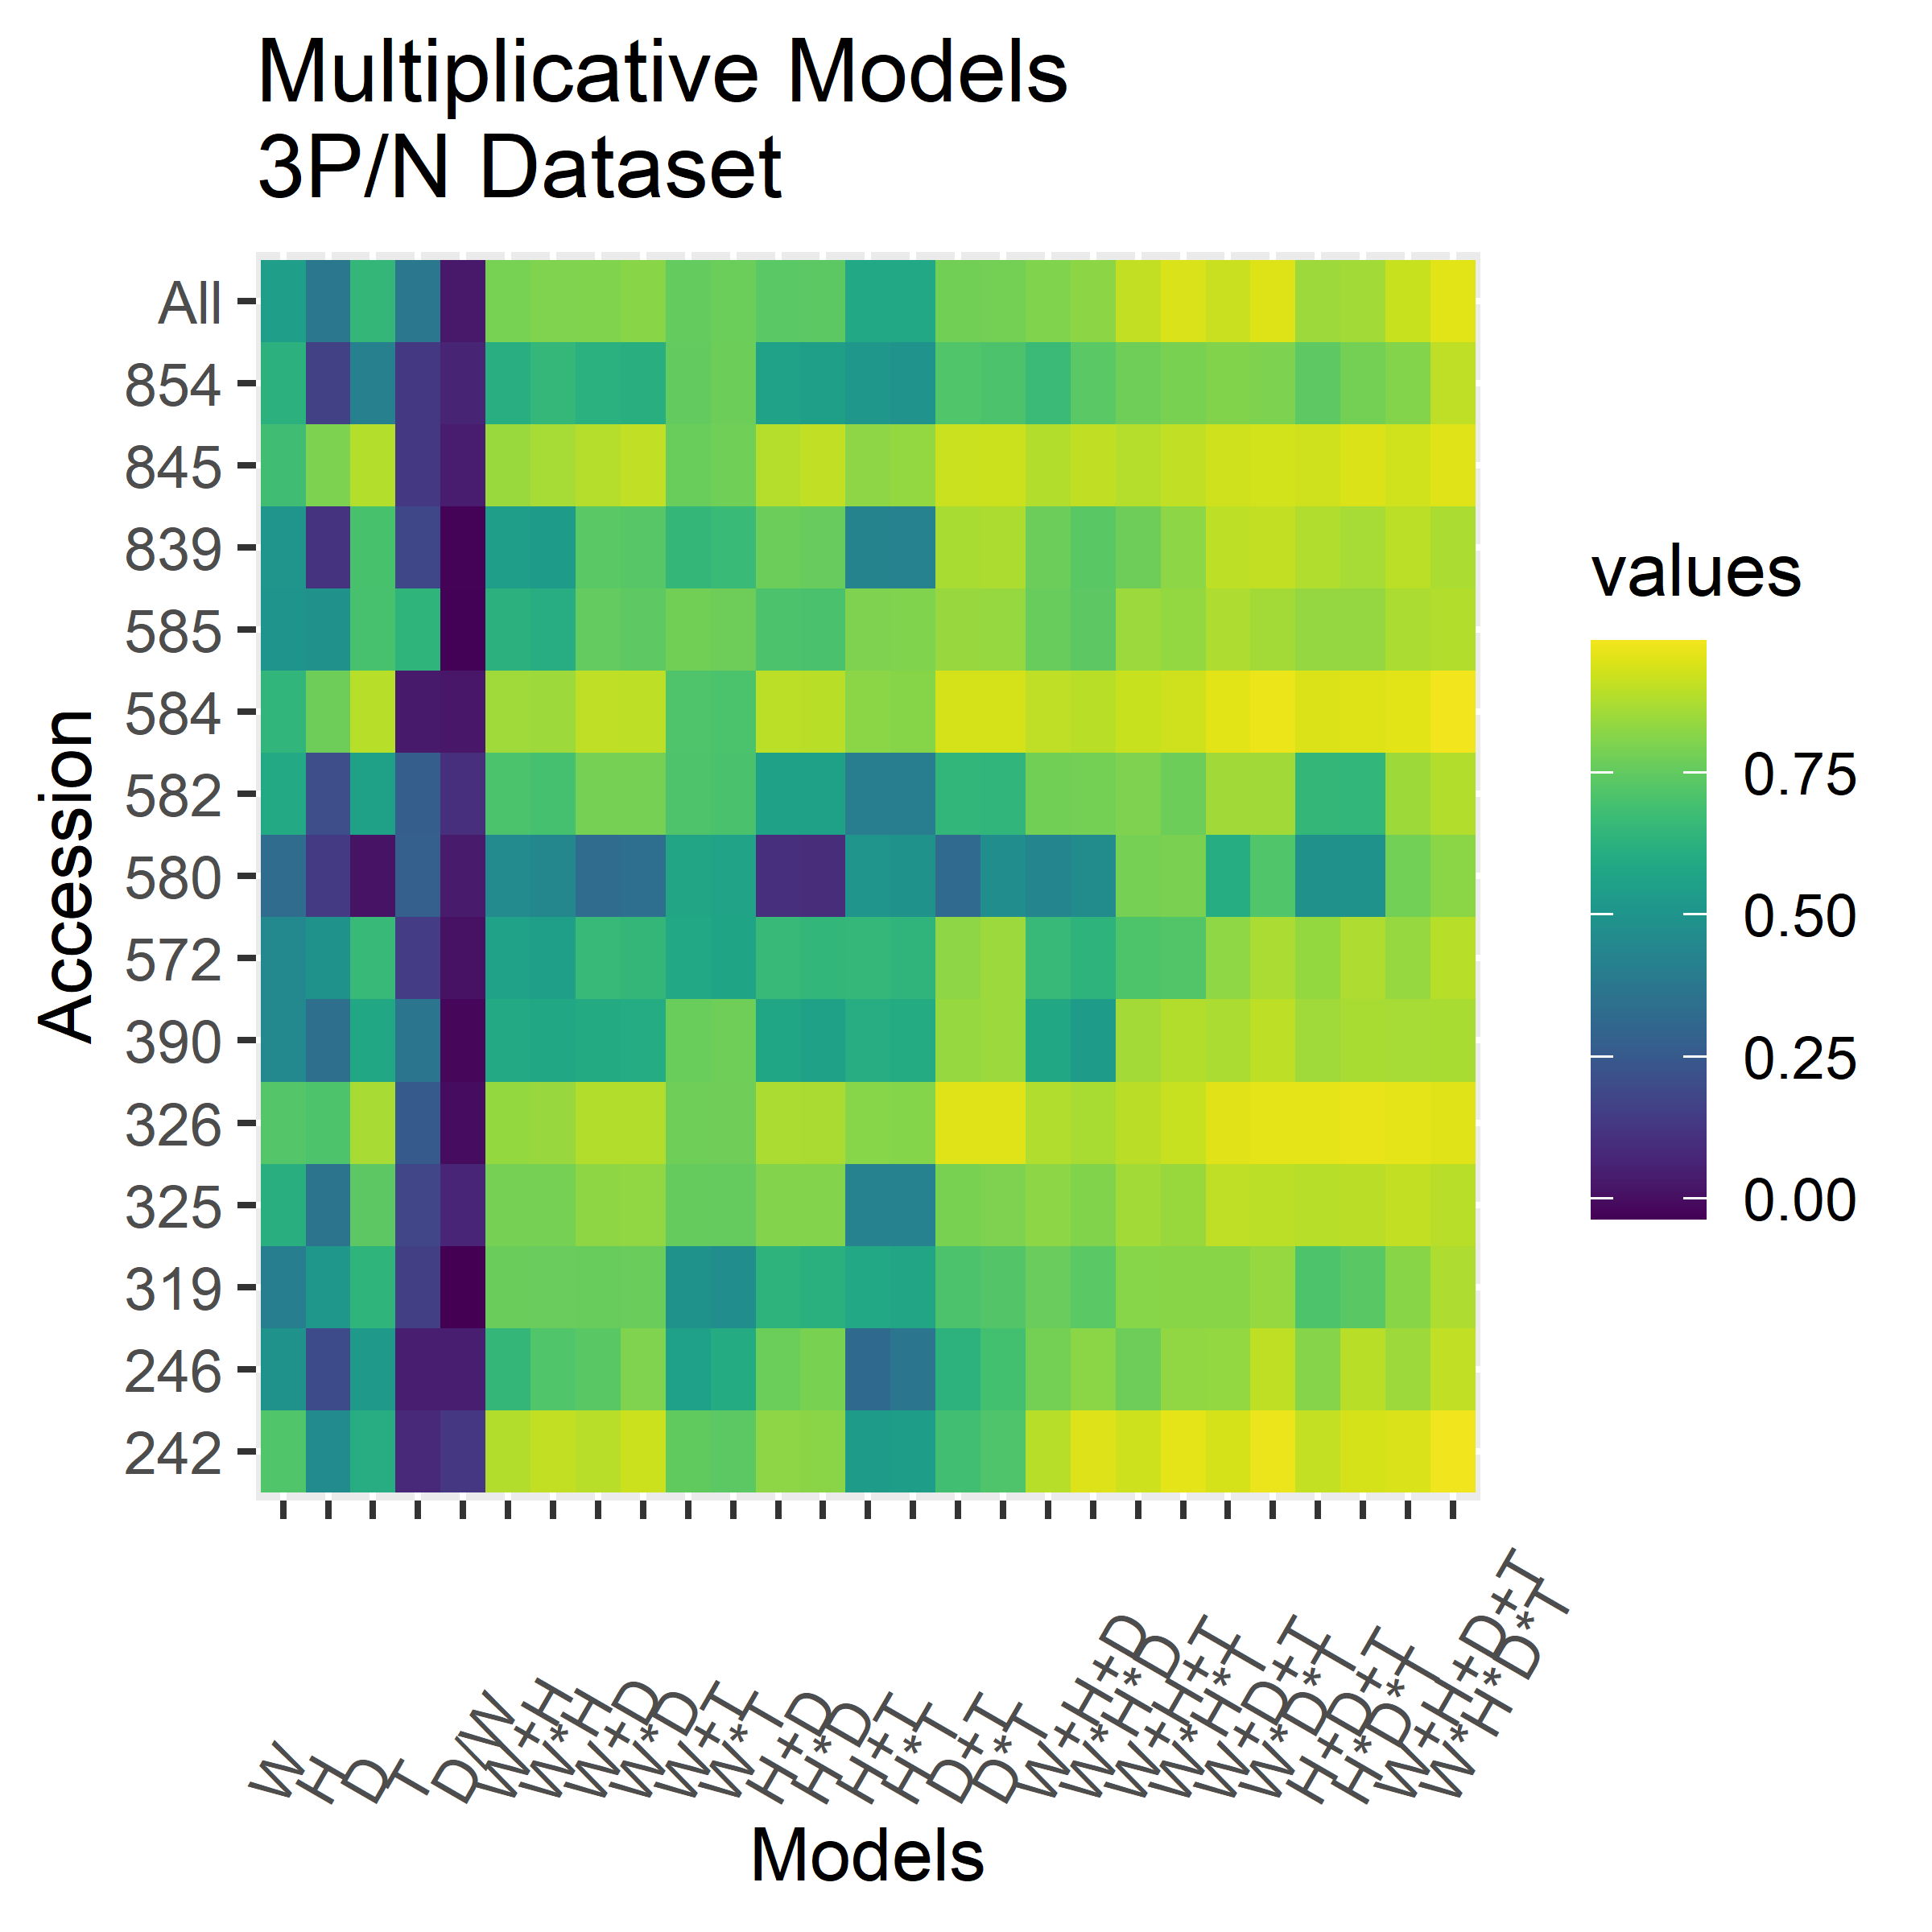 Multiplicative Models
3P/N Dataset
Accession
All
854
845
839
585
584
582
580
572
390
326
325
319
246
242
values
0.75
0.50
0.25
0.00
W
H
D
T
D/W
W+H
W*H
W+D
W*D
W+T
W*T
H+D
H*D
H+T
H*T
D+T
D*T
W+H+D
W*H*D
W+H+T
W*H*T
W+D+T
W*D*T
H+D+T
H*D*T
W+H+D+T
W*H*D*T
Models